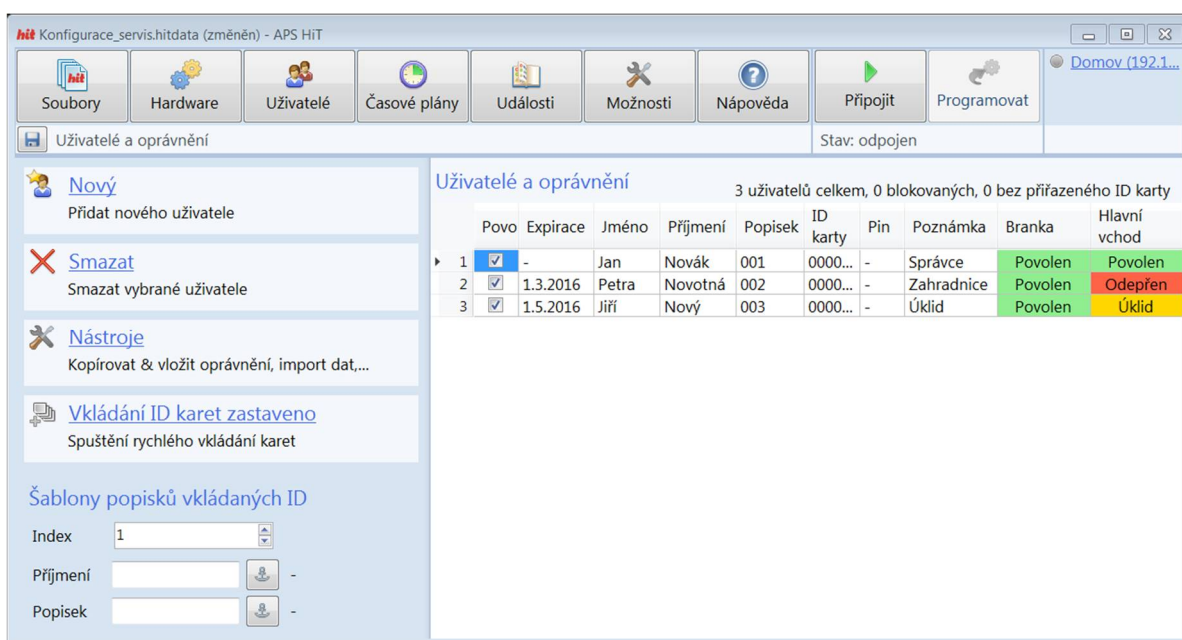 hit Konfigurace_servis.hitdata (změněn) - APS HiT
Soubory Hardware Uživatelé Časové plány Události Možnosti Nápověda Připojit Programovat Domov (192.1...
Uživatelé a oprávnění Stav: odpojen
Nový
Přidat nového uživatele
Smazat
Smazat vybrané uživatele
Nástroje
Kopírovat & vložit oprávnění, import dat,...
Vkládání ID karet zastaveno
Spuštění rychlého vkládání karet
Šablony popisků vkládaných ID
Index 1
Příjmení -
Popisek -
Uživatelé a oprávnění
3 uživatelů celkem, 0 blokovaných, 0 bez přiřazeného ID karty
Povo Expirace Jméno Příjmení Popisek ID karty Pin Poznámka Branka Hlavní vchod
1 - Jan Novák 001 0000... - Správce Povolen Povolen
2 1.3.2016 Petra Novotná 002 0000... - Zahradnice Povolen Odepřen
3 1.5.2016 Jiří Nový 003 0000... - Úklid Povolen Úklid